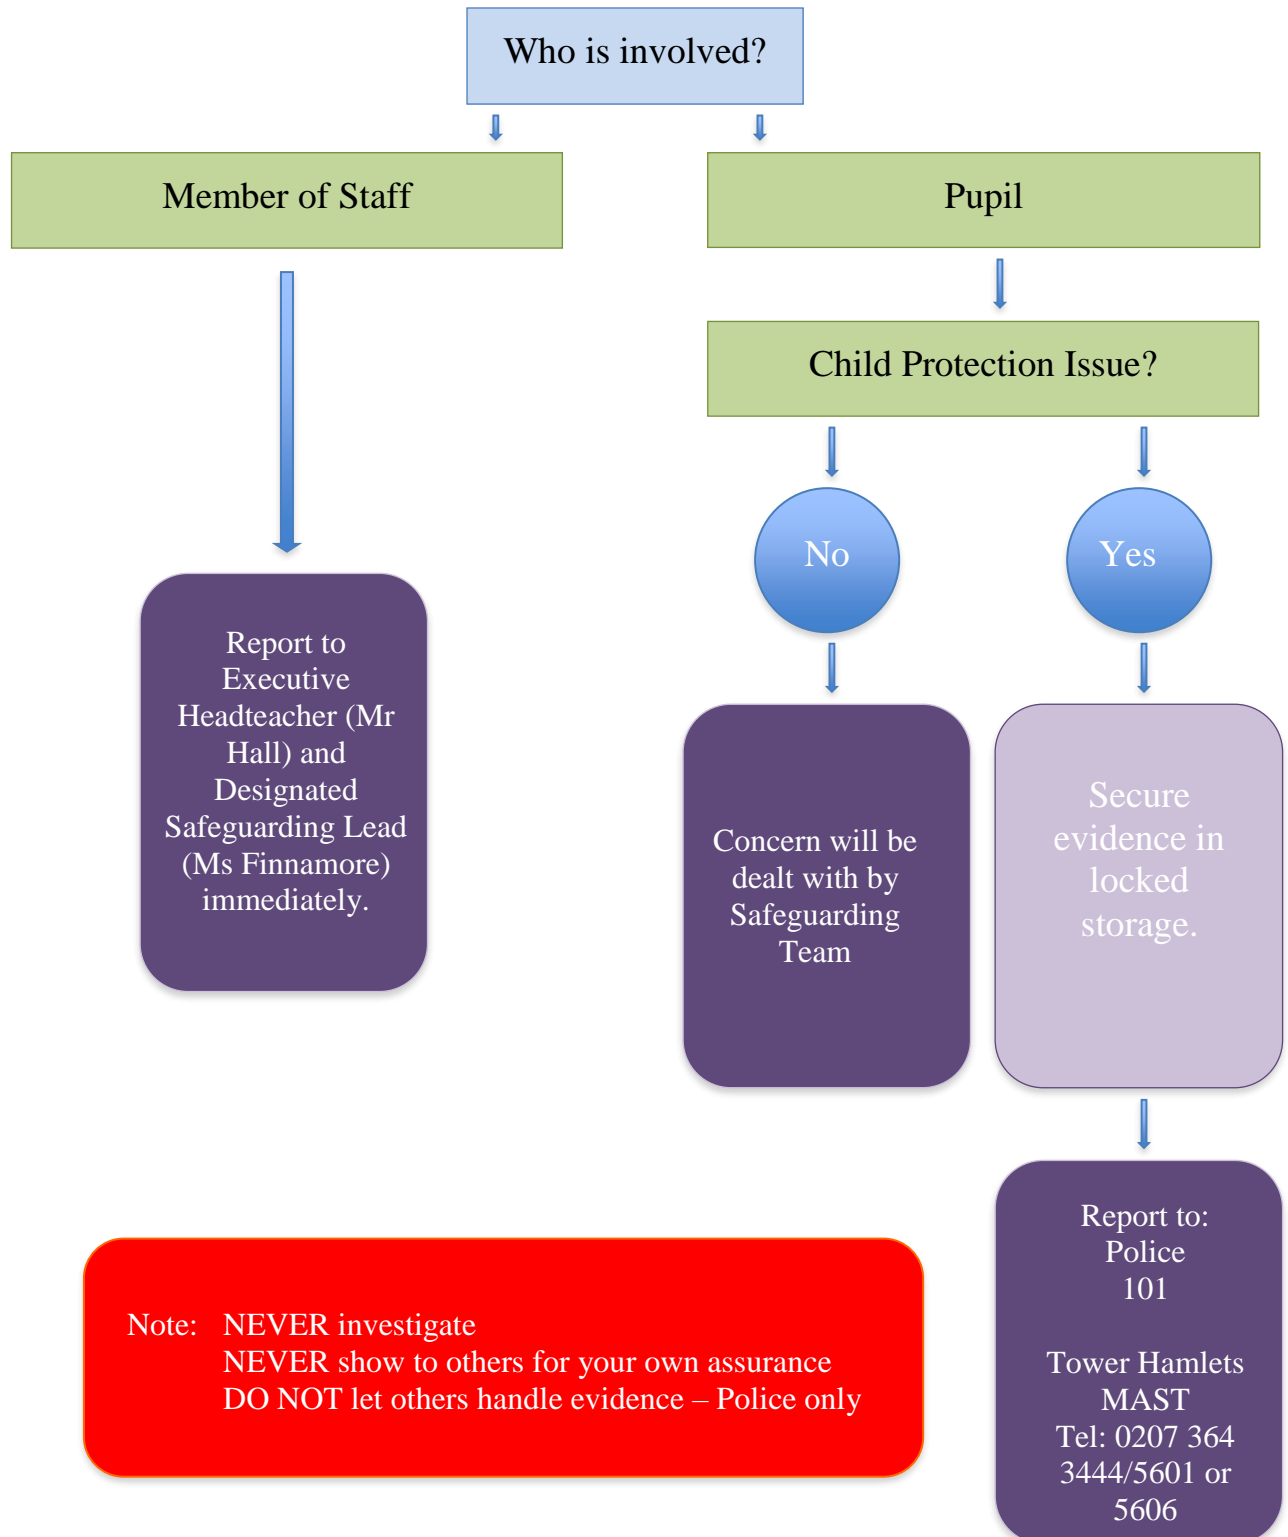 Who is involved?
Member of Staff
Pupil
Child Protection Issue?
No
Yes
Report to
Executive
Headteacher (Mr
Hall) and
Designated
Safeguarding Lead
(Ms Finnamore)
immediately.
Concern will be
dealt with by
Safeguarding
Team
Secure
evidence in
locked
storage.
Report to:
Police
101
Tower Hamlets
MAST
Tel: 0207 364
3444/5601 or
5606
Note: NEVER investigate
NEVER show to others for your own assurance
DO NOT let others handle evidence – Police only